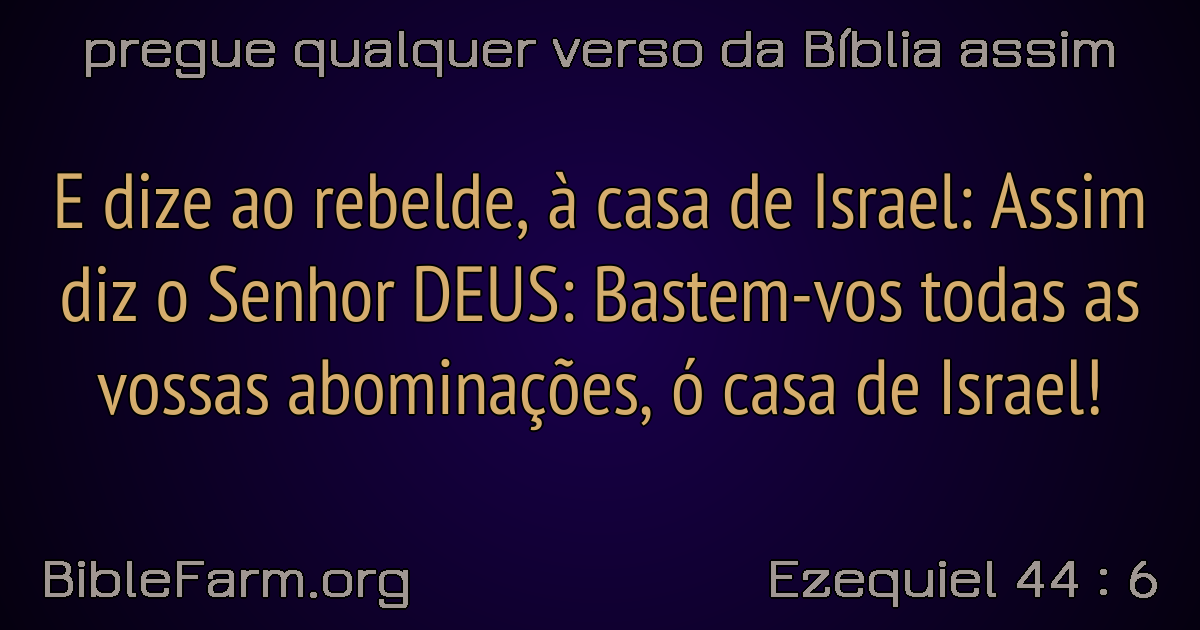 pregue qualquer verso da Bíblia assim
E dize ao rebelde, à casa de Israel: Assim
diz o Senhor DEUS: Bastem-vos todas as
vossas abominações, ó casa de Israel!
BibleFarm.org
Ezequiel 44 : 6